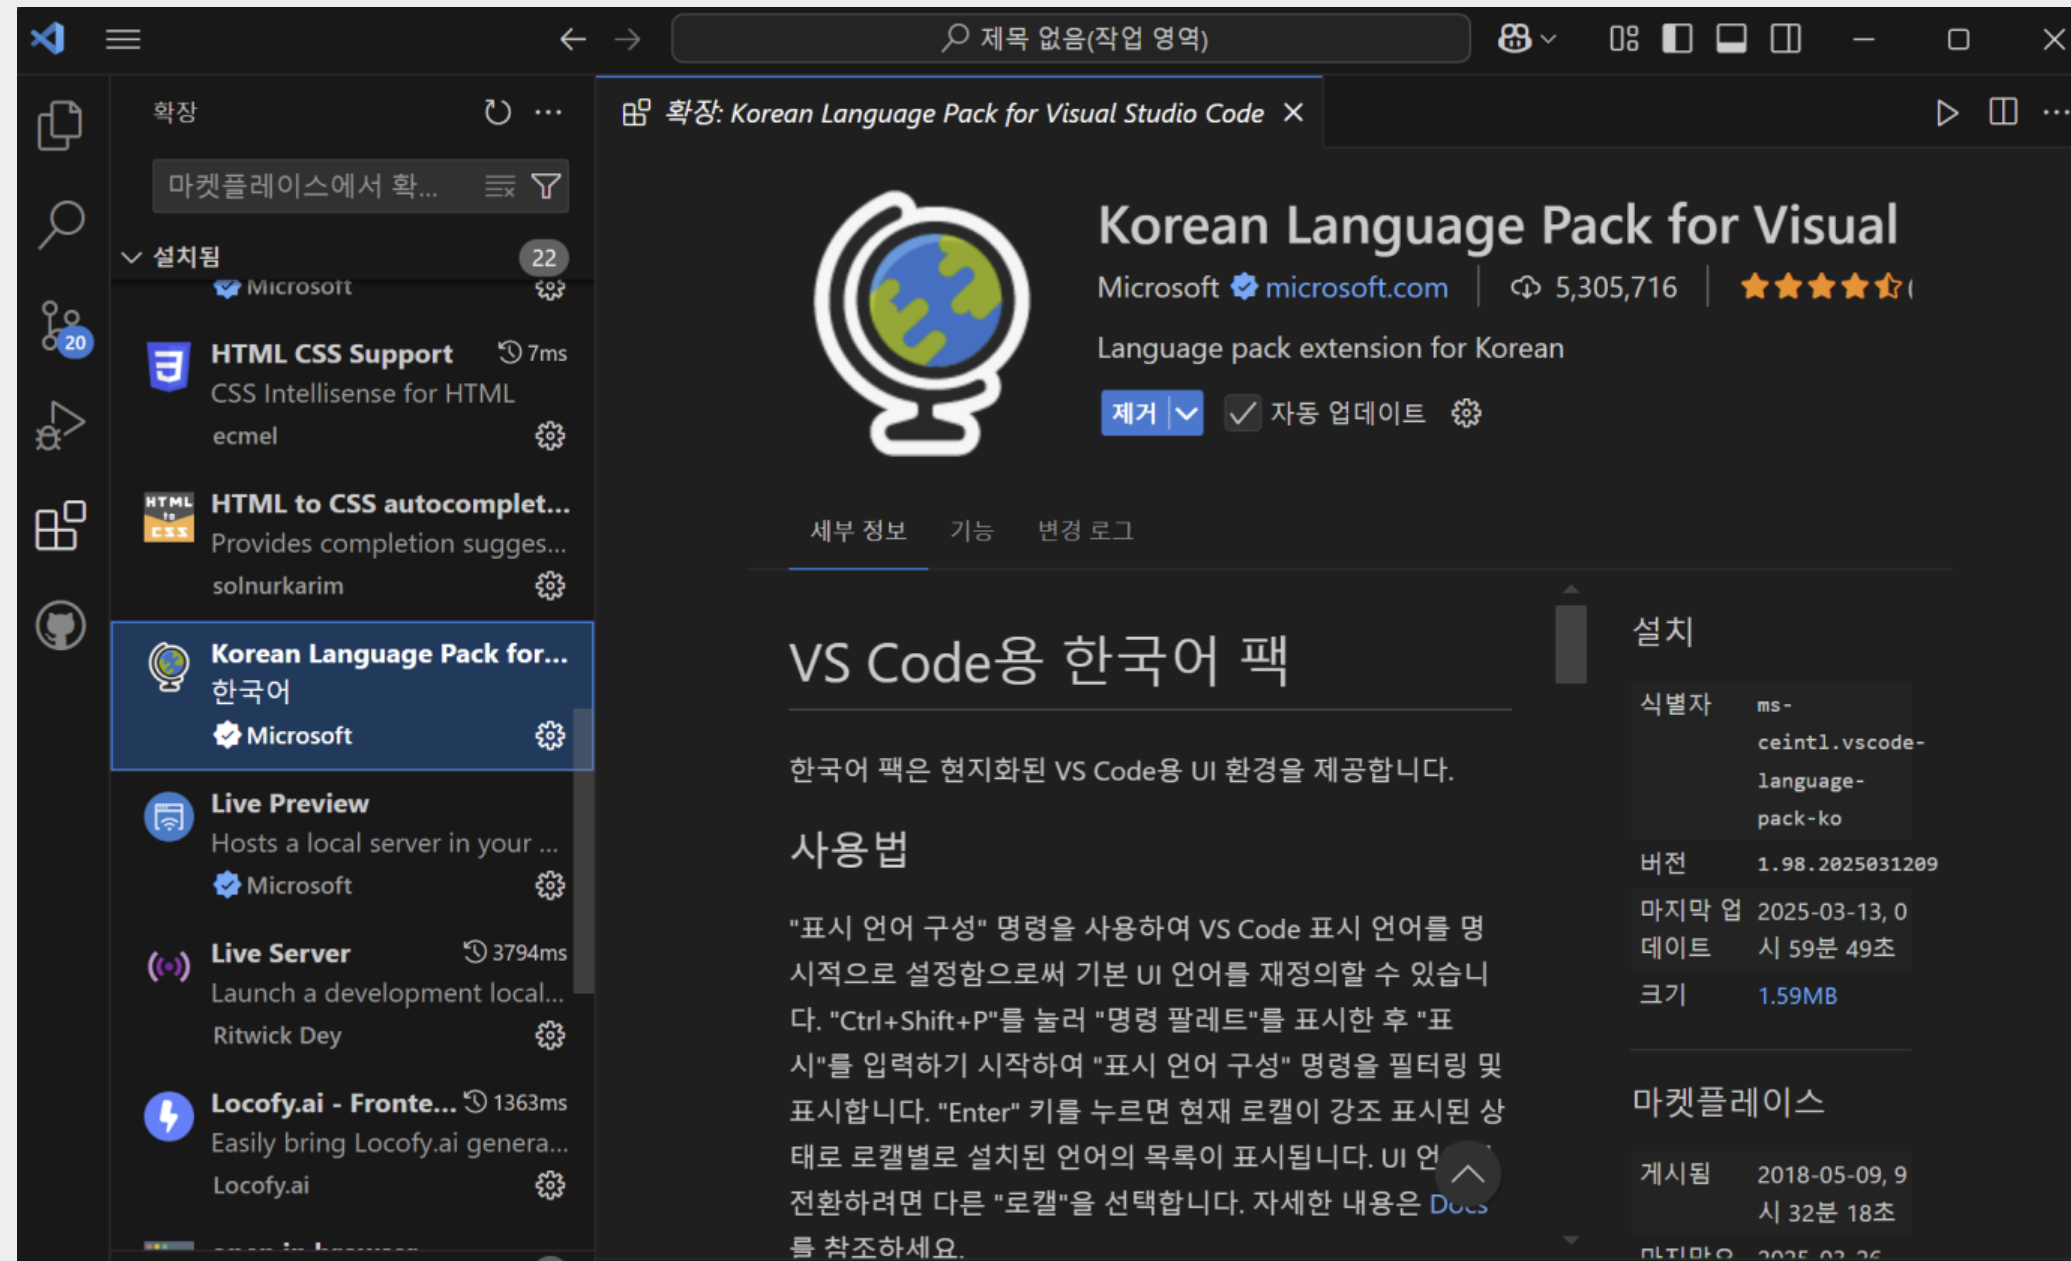 제목 없음(작업 영역)
확장
확장: Korean Language Pack for Visual Studio Code
마켓플레이스에서 확...
설치됨 22
Microsoft
20
HTML CSS Support 7ms
CSS Intellisense for HTML
ecmel
HTML
to
CSS
HTML to CSS autocomplet...
Provides completion sugges...
solnurkarim
Korean Language Pack for...
한국어
Microsoft
Live Preview
Hosts a local server in your ...
Microsoft
Live Server 3794ms
Launch a development local...
Ritwick Dey
Locofy.ai - Fronte... 1363ms
Easily bring Locofy.ai genera...
Locofy.ai
Korean Language Pack for Visual
Microsoft microsoft.com 5,305,716 (
Language pack extension for Korean
제거 자동 업데이트
세부 정보 기능 변경 로그
VS Code용 한국어 팩
한국어 팩은 현지화된 VS Code용 UI 환경을 제공합니다.
사용법
"표시 언어 구성" 명령을 사용하여 VS Code 표시 언어를 명
시적으로 설정함으로써 기본 UI 언어를 재정의할 수 있습니
다. "Ctrl+Shift+P"를 눌러 "명령 팔레트"를 표시한 후 "표
시"를 입력하기 시작하여 "표시 언어 구성" 명령을 필터링 및
표시합니다. "Enter" 키를 누르면 현재 로캘이 강조 표시된 상
태로 로캘별로 설치된 언어의 목록이 표시됩니다. UI
전환하려면 다른 "로캘"을 선택합니다. 자세한 내용은 Docs
를 참조하세요.
설치
식별자 ms-
ceintl.vscode-
language-
pack-ko
버전 1.98.2025031209
마지막 업 2025-03-13, 0
데이트 시 59분 49초
크기 1.59MB
마켓플레이스
게시됨 2018-05-09, 9
시 32분 18초